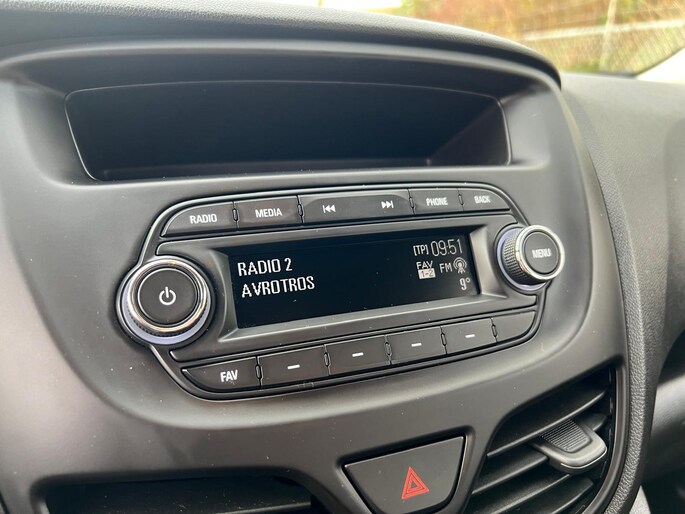 RADIO MEDIA PHONE BACK
RADIO 2 [TP] 09:51
AVROTROS FAV 1-2 FM
9°
MENU
FAV